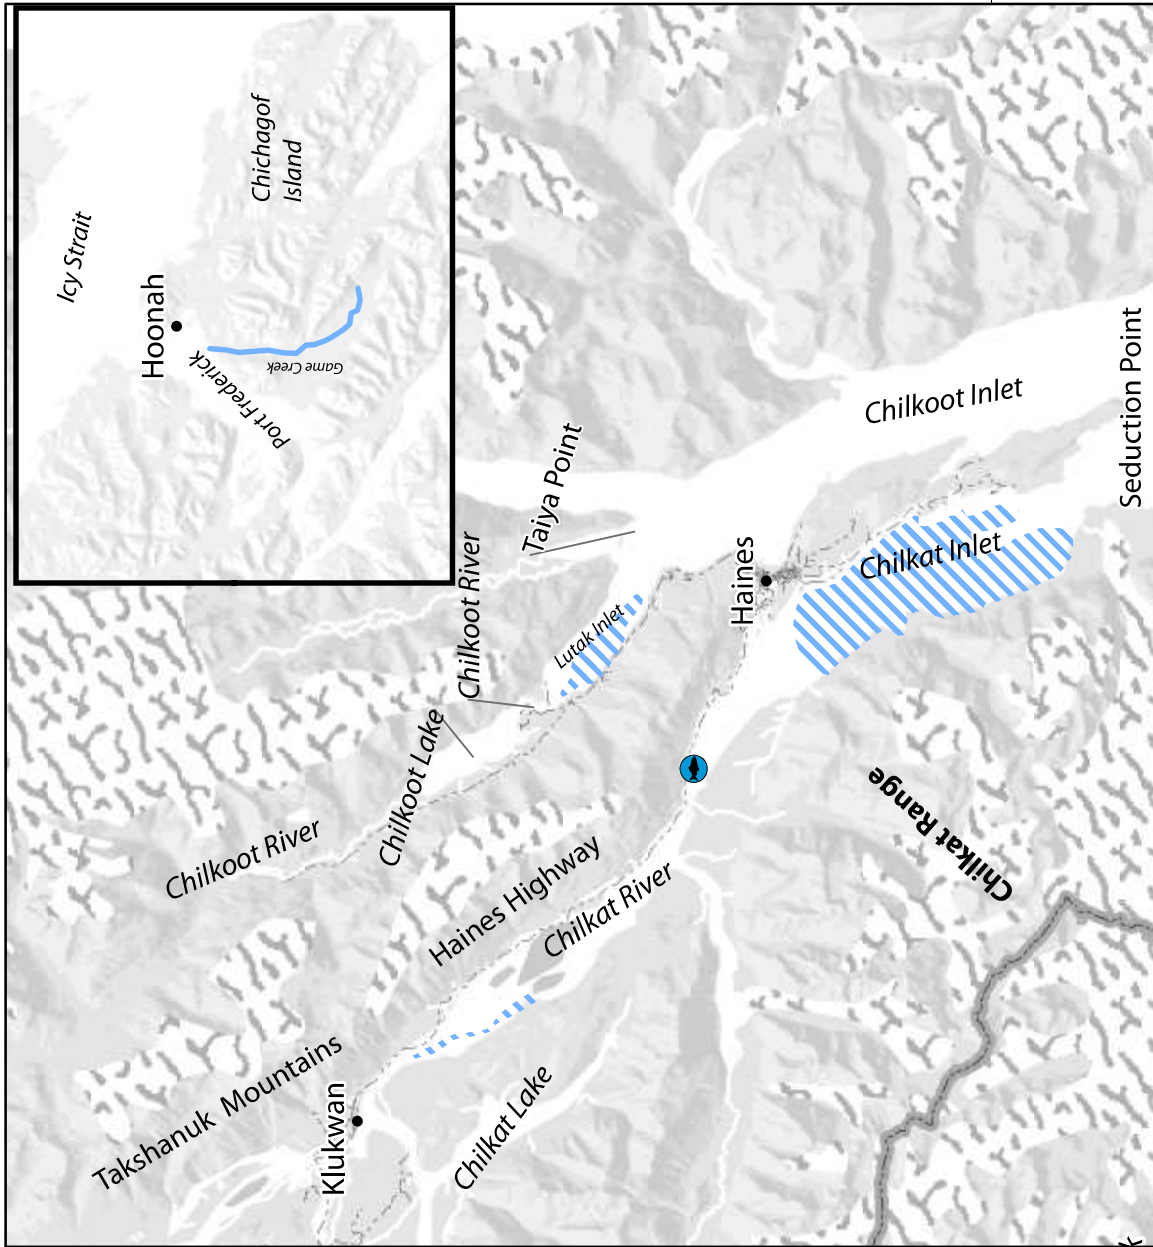 Icy Strait
Chichagof
Island
Hoonah
Port Frederick
Game Creek
Chilkoot Inlet
Seduction Point
Taiya Point
Chilkoot River
Haines
Chilkat Inlet
Lutak Inlet
Chilkoot Lake
Chilkoot River
Haines Highway
Chilkat River
Chilkat Range
Takshanuk Mountains
Klukwan
Chilkat Lake
k